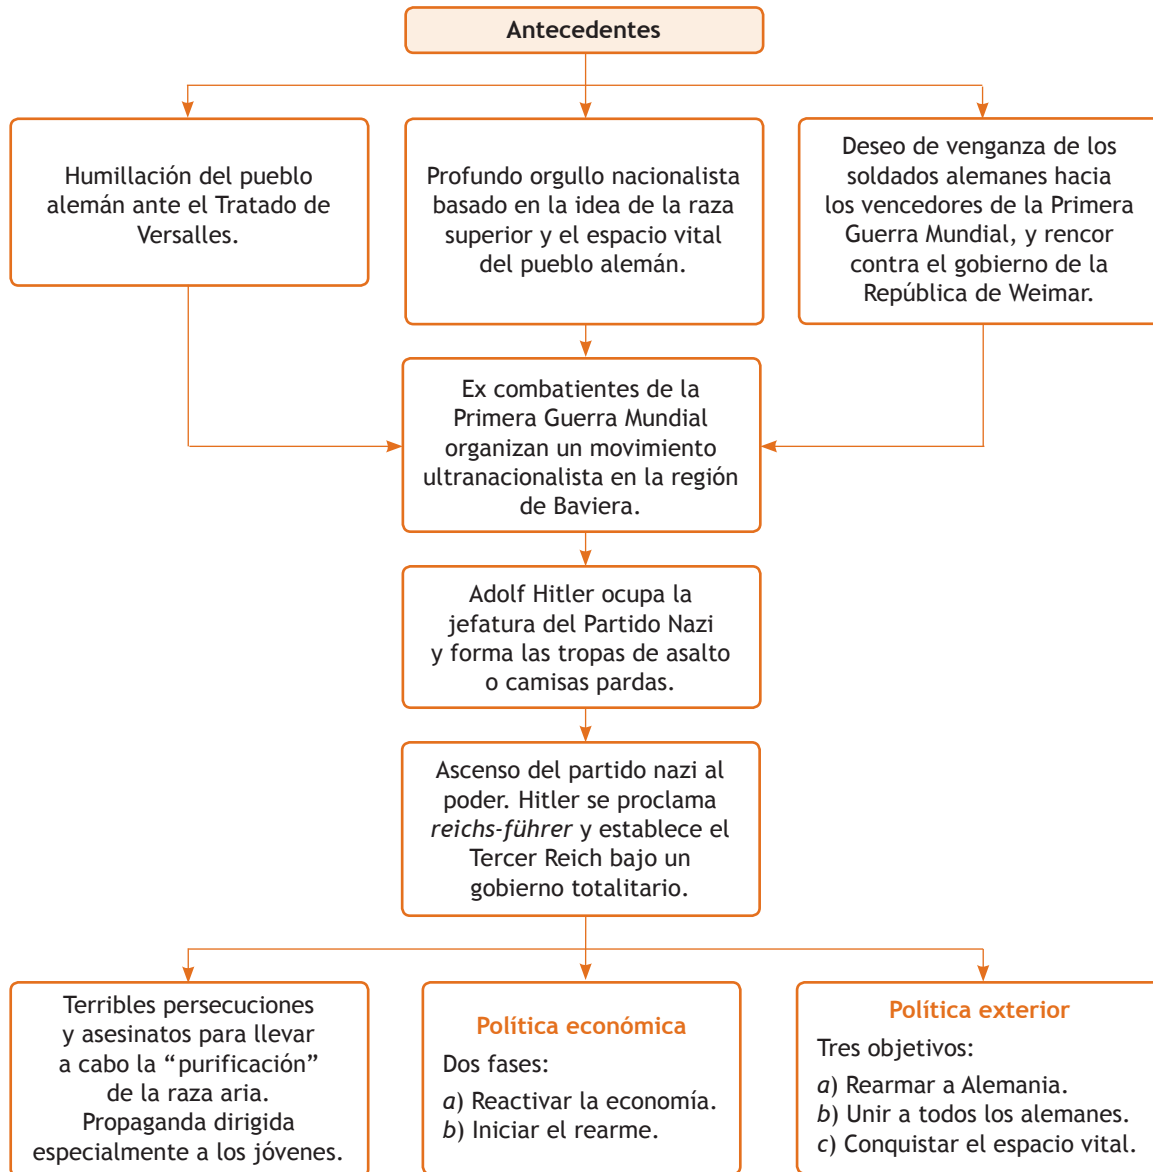 Antecedentes
Humillación del pueblo
alemán ante el Tratado de
Versalles.
Profundo orgullo nacionalista
basado en la idea de la raza
superior y el espacio vital
del pueblo alemán.
Deseo de venganza de los
soldados alemanes hacia
los vencedores de la Primera
Guerra Mundial, y rencor
contra el gobierno de la
República de Weimar.
Ex combatientes de la
Primera Guerra Mundial
organizan un movimiento
ultranacionalista en la región
de Baviera.
Adolf Hitler ocupa la
jefatura del Partido Nazi
y forma las tropas de asalto
o camisas pardas.
Ascenso del partido nazi al
poder. Hitler se proclama
reichs-führer y establece el
Tercer Reich bajo un
gobierno totalitario.
Terribles persecuciones
y asesinatos para llevar
a cabo la “purificación”
de la raza aria.
Propaganda dirigida
especialmente a los jóvenes.
Política económica
Dos fases:
a) Reactivar la economía.
b) Iniciar el rearme.
Política exterior
Tres objetivos:
a) Rearmar a Alemania.
b) Unir a todos los alemanes.
c) Conquistar el espacio vital.